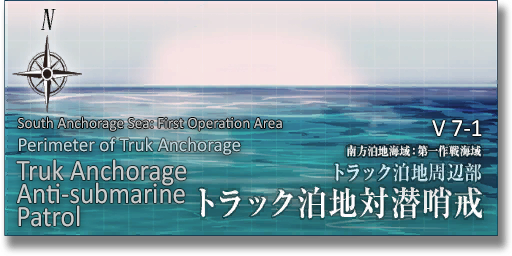 N
South Anchorage Sea: First Operation Area
Perimeter of Truk Anchorage
Truk Anchorage
Anti-submarine
Patrol
V 7-1
南方泊地海域：第一作戦海域
トラック泊地周辺部
トラック泊地対潜哨戒